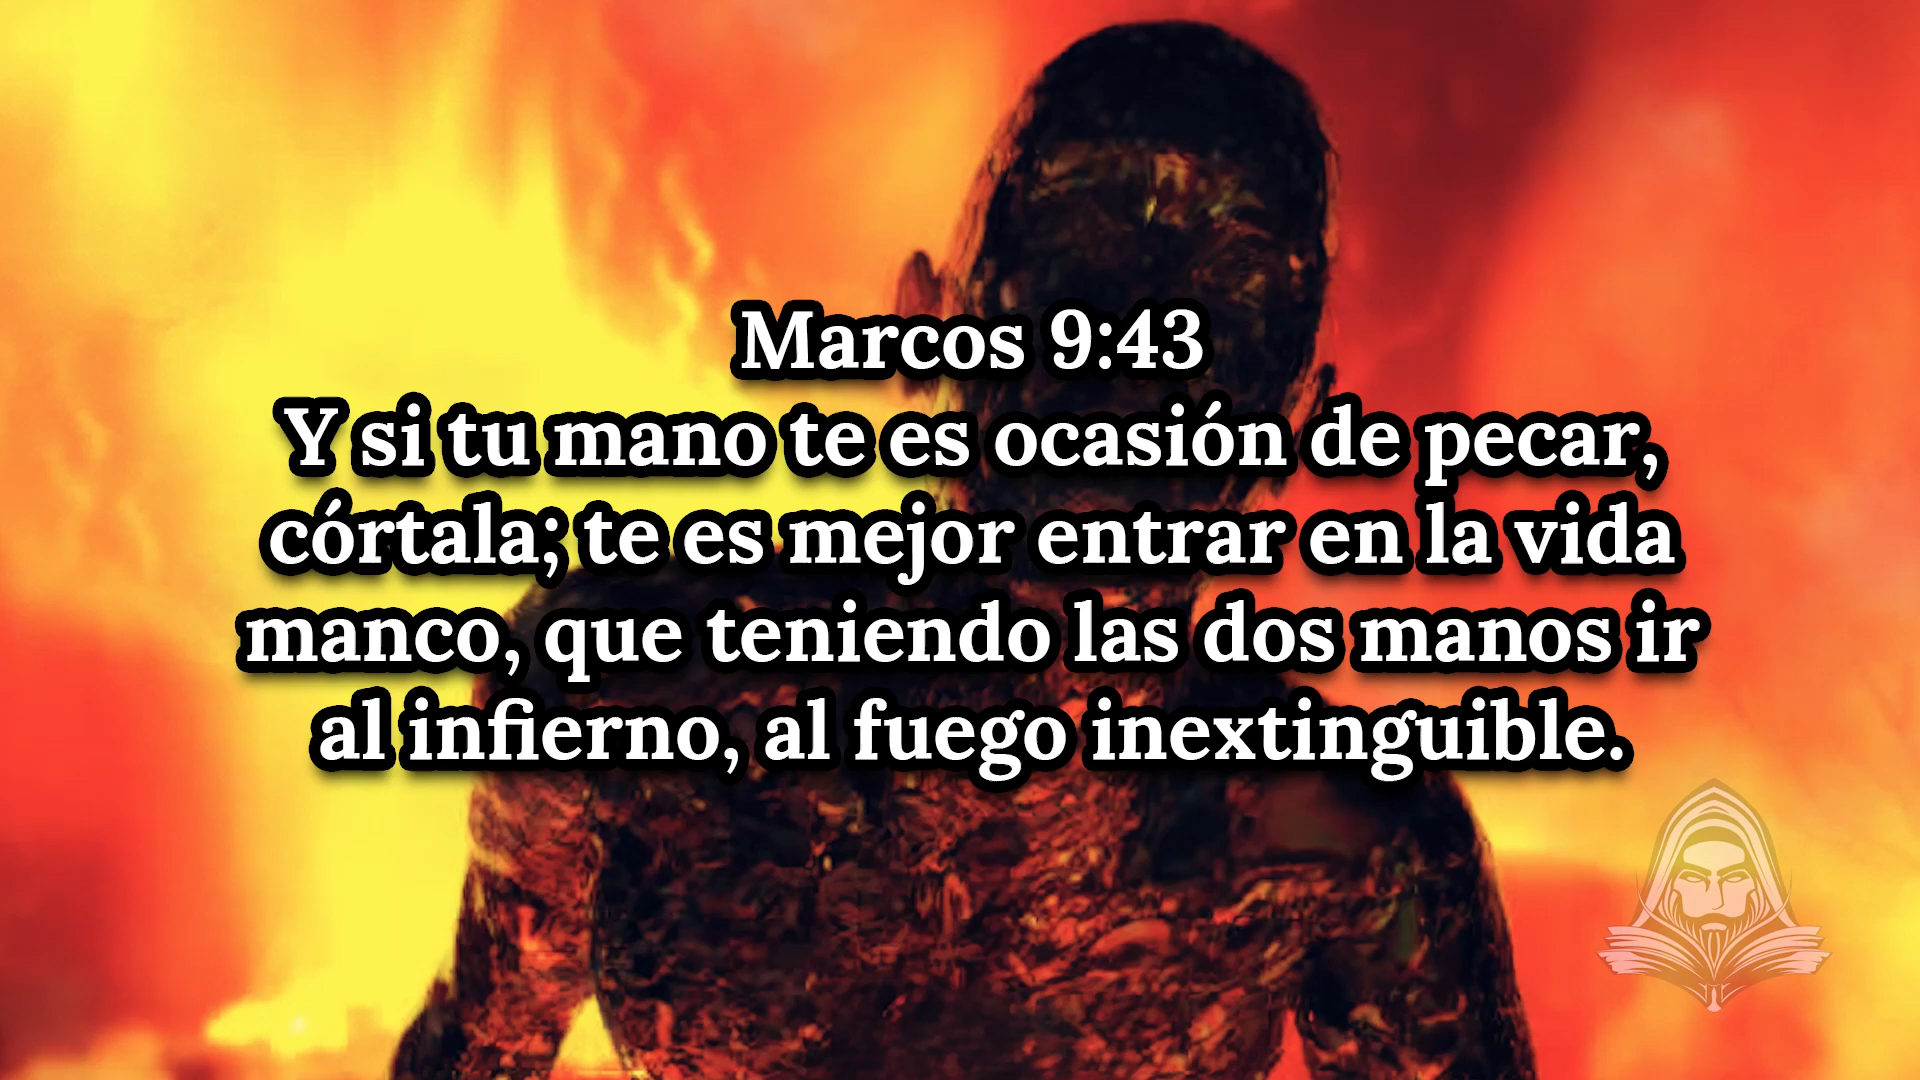 Marcos 9:43
Y si tu mano te es ocasión de pecar,
córtala; te es mejor entrar en la vida
manco, que teniendo las dos manos ir
al infierno, al fuego inextinguible.